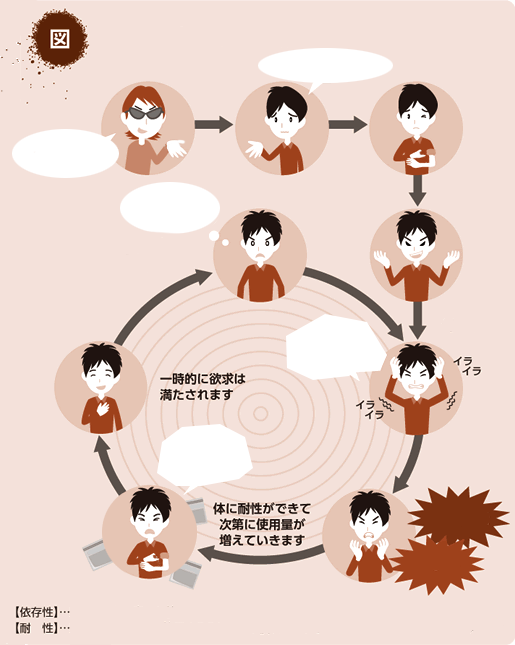 図
イラ
イラ
イラ
イラ
一時的に欲求は
満たされます
体に耐性ができて
次第に使用量が
増えていきます
【依存性】…
【耐　性】…